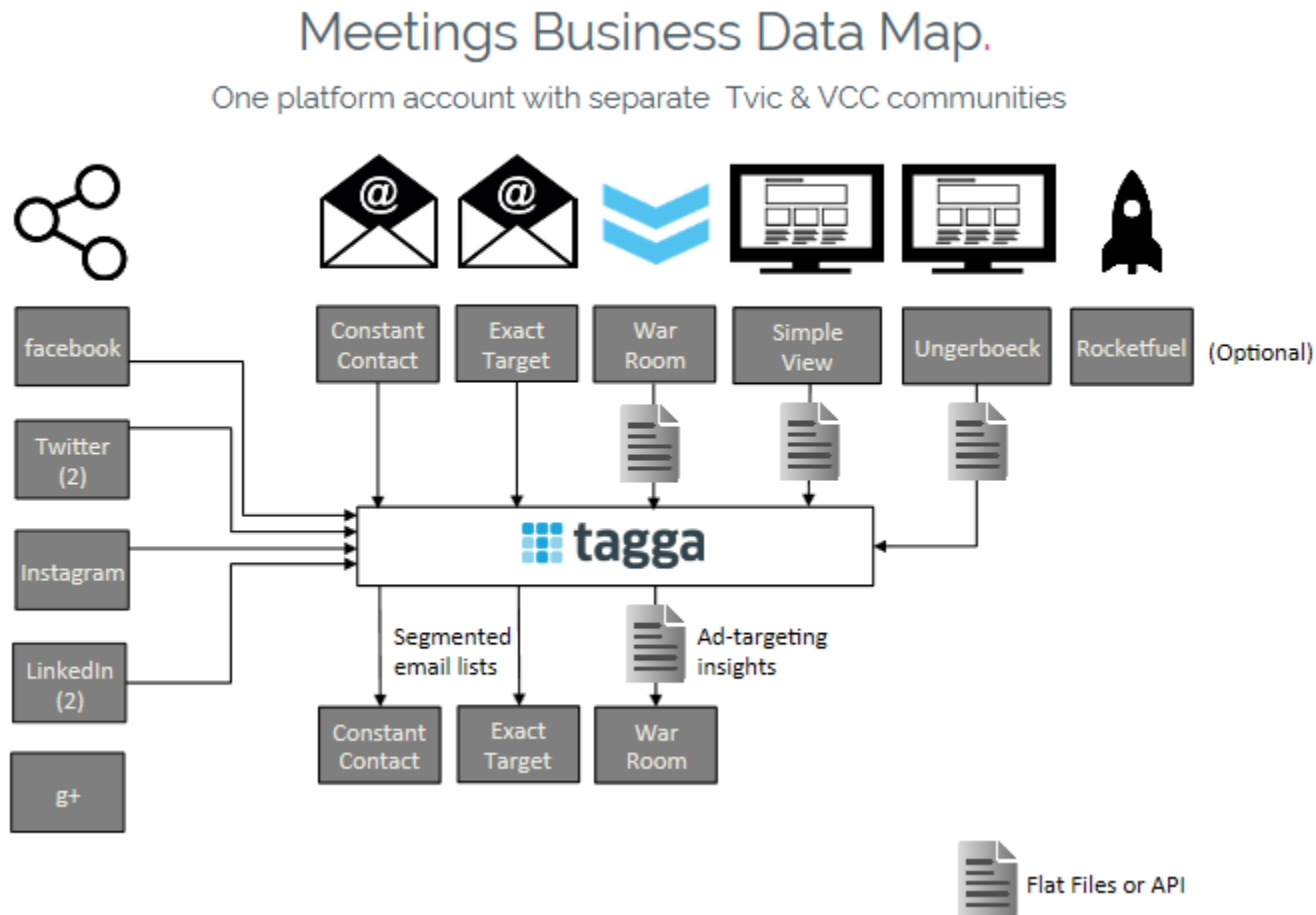 Meetings Business Data Map.
One platform account with separate Tvic & VCC communities
@
@
facebook
Constant
Contact
Exact
Target
War
Room
Simple
View
Ungerboeck
Rocketfuel
(Optional)
Twitter
(2)
Instagram
tagga
LinkedIn
(2)
Segmented
email lists
Ad-targeting
insights
Constant
Contact
Exact
Target
War
Room
g+
Flat Files or API